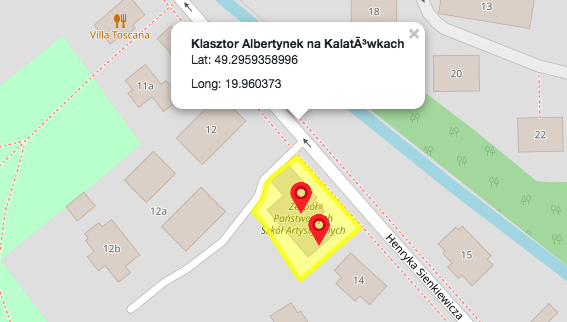 18
13
Villa Toscana
Klasztor Albertynek na KalatÃ³wkach
×
Lat: 49.2959358996
Long: 19.960373
11a
20
12
22
Zespół
Państwowych
Szkół Artystycznych
12a
12b
Henryka Sienkiewicza
15
14